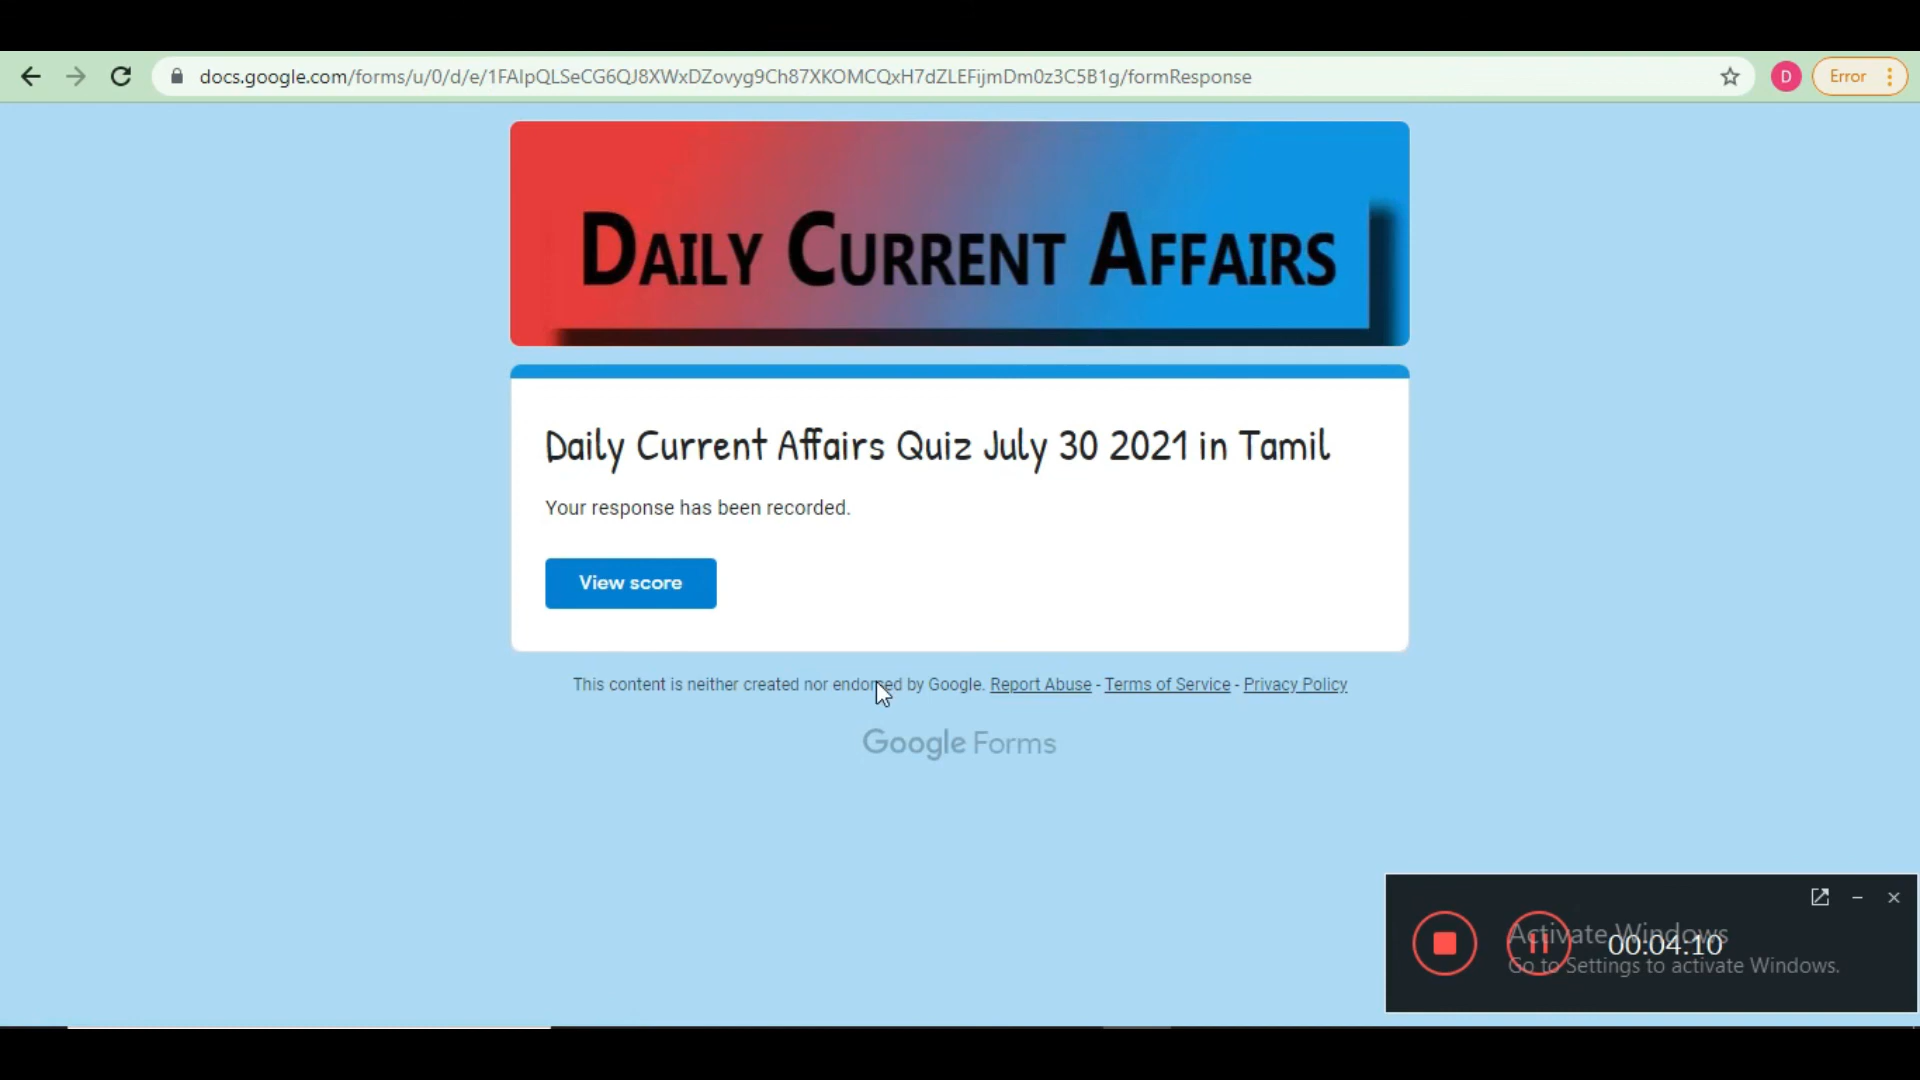 docs.google.com/forms/u/0/d/e/1FAIpQLSeCG6QJ8XWxDZovyg9Ch87XKOMCQxH7dZLEFijmDm0z3C5B1g/formResponse
D
Error
DAILY CURRENT AFFAIRS
Daily Current Affairs Quiz July 30 2021 in Tamil
Your response has been recorded.
View score
This content is neither created nor endorsed by Google. Report Abuse - Terms of Service - Privacy Policy
Google Forms
Activate Windows
00:04:10
Go to Settings to activate Windows.